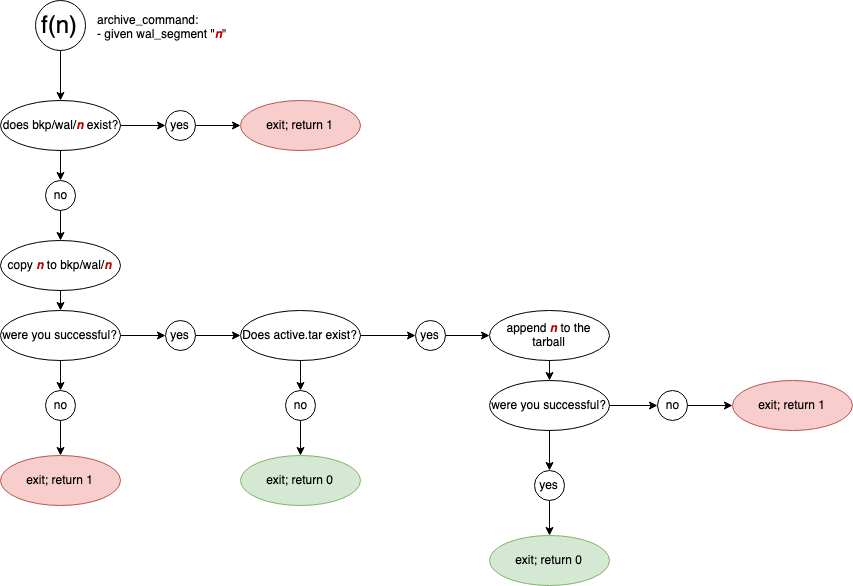 f(n)
archive_command:
- given wal_segment "n"
does bkp/wal/n exist?
yes
exit; return 1
no
copy n to bkp/wal/n
were you successful?
yes
Does active.tar exist?
yes
append n to the
tarball
no
no
were you successful?
no
exit; return 1
exit; return 1
exit; return 0
yes
exit; return 0